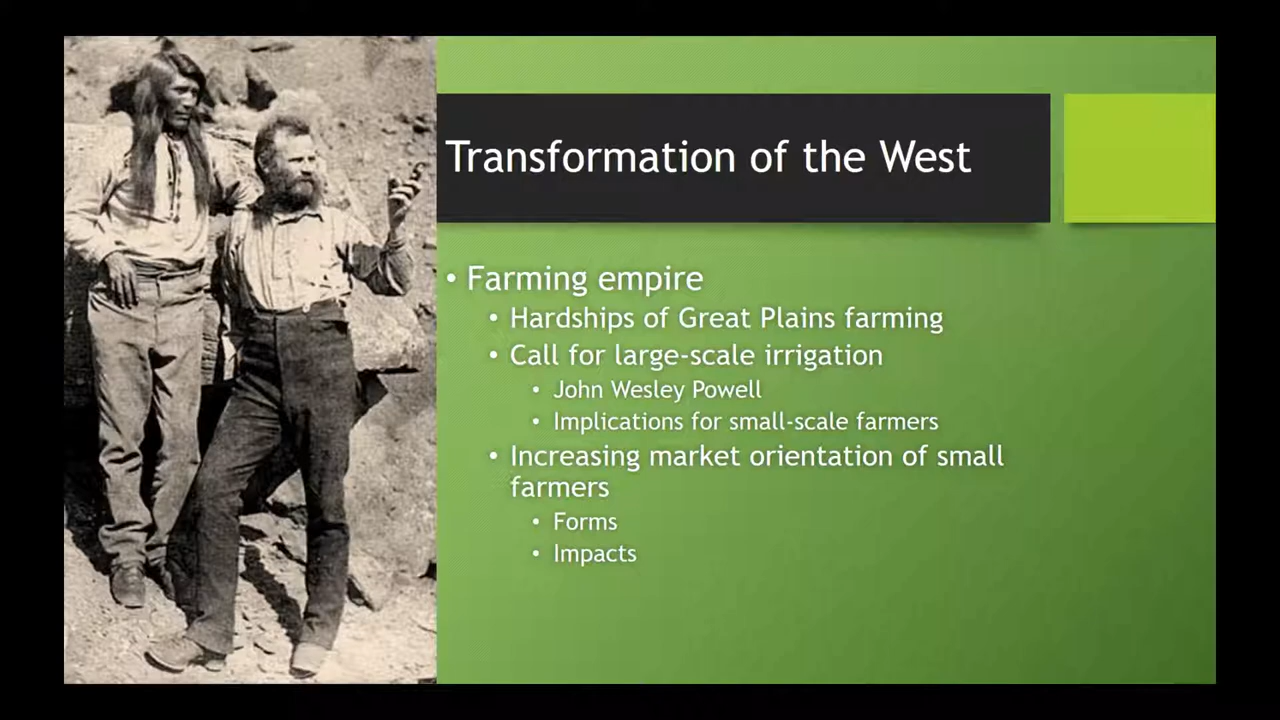 Transformation of the West
• Farming empire
• Hardships of Great Plains farming
• Call for large-scale irrigation
• John Wesley Powell
• Implications for small-scale farmers
• Increasing market orientation of small
farmers
• Forms
• Impacts